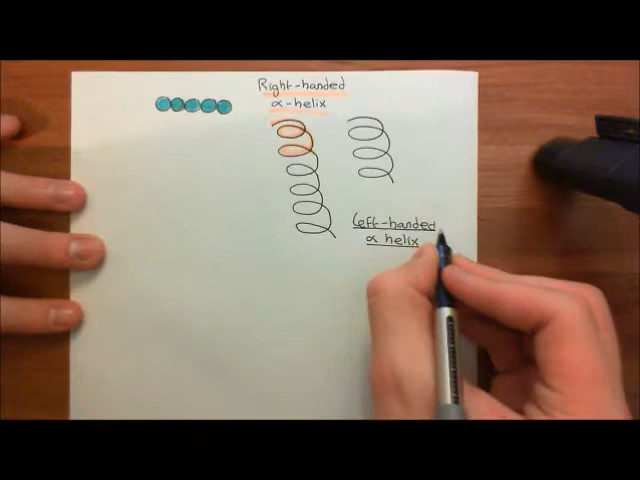 Right-handed
α-helix
Left-handed
α helix